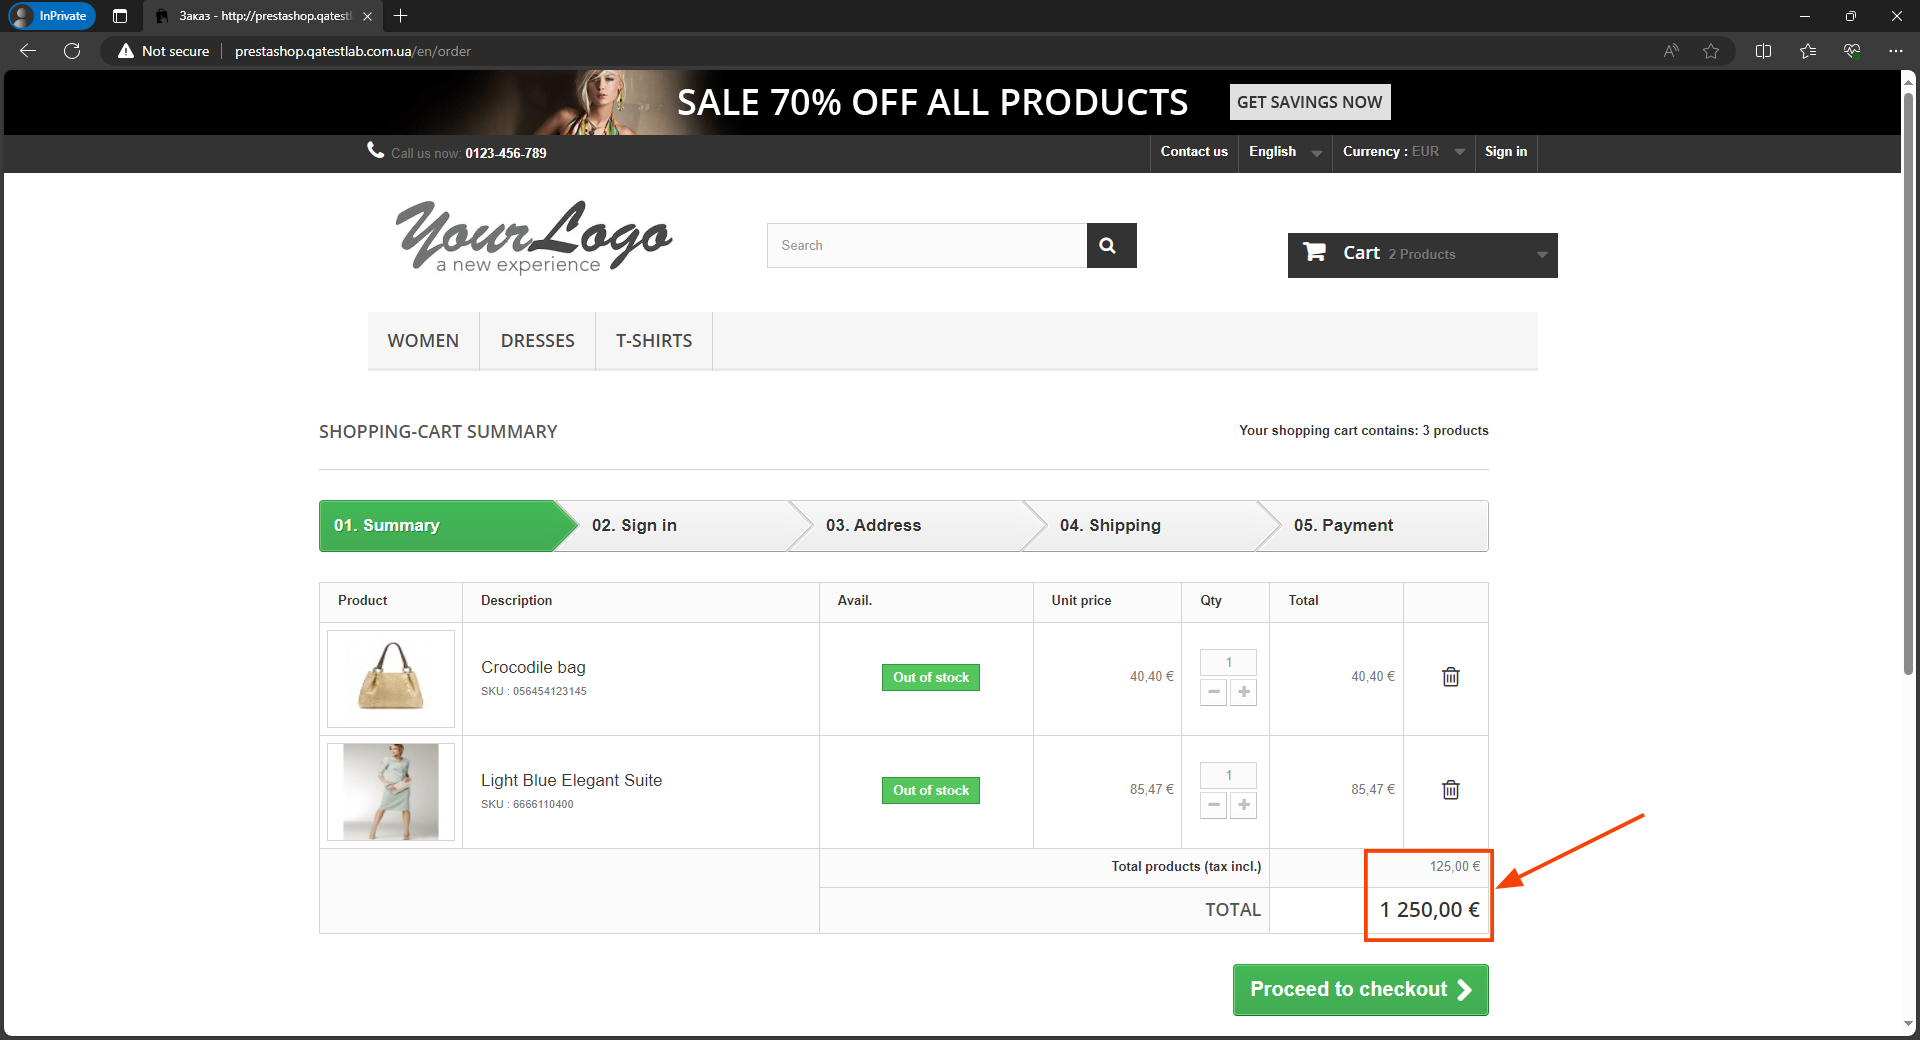 InPrivate
Заказ - http://prestashop.qatestl
Not secure
prestashop.qatestlab.com.ua/en/order
SALE 70% OFF ALL PRODUCTS
GET SAVINGS NOW
Call us now: 0123-456-789
Contact us
English
Currency : EUR
Sign in
YourLogo
a new experience
Search
Cart 2 Products
WOMEN
DRESSES
T-SHIRTS
SHOPPING-CART SUMMARY
Your shopping cart contains: 3 products
01. Summary
02. Sign in
03. Address
04. Shipping
05. Payment
Product
Description
Avail.
Unit price
Qty
Total
Crocodile bag
SKU : 056454123145
Out of stock
40,40 €
1
40,40 €
Light Blue Elegant Suite
SKU : 6666110400
Out of stock
85,47 €
1
85,47 €
Total products (tax incl.)
125,00 €
TOTAL
1 250,00 €
Proceed to checkout